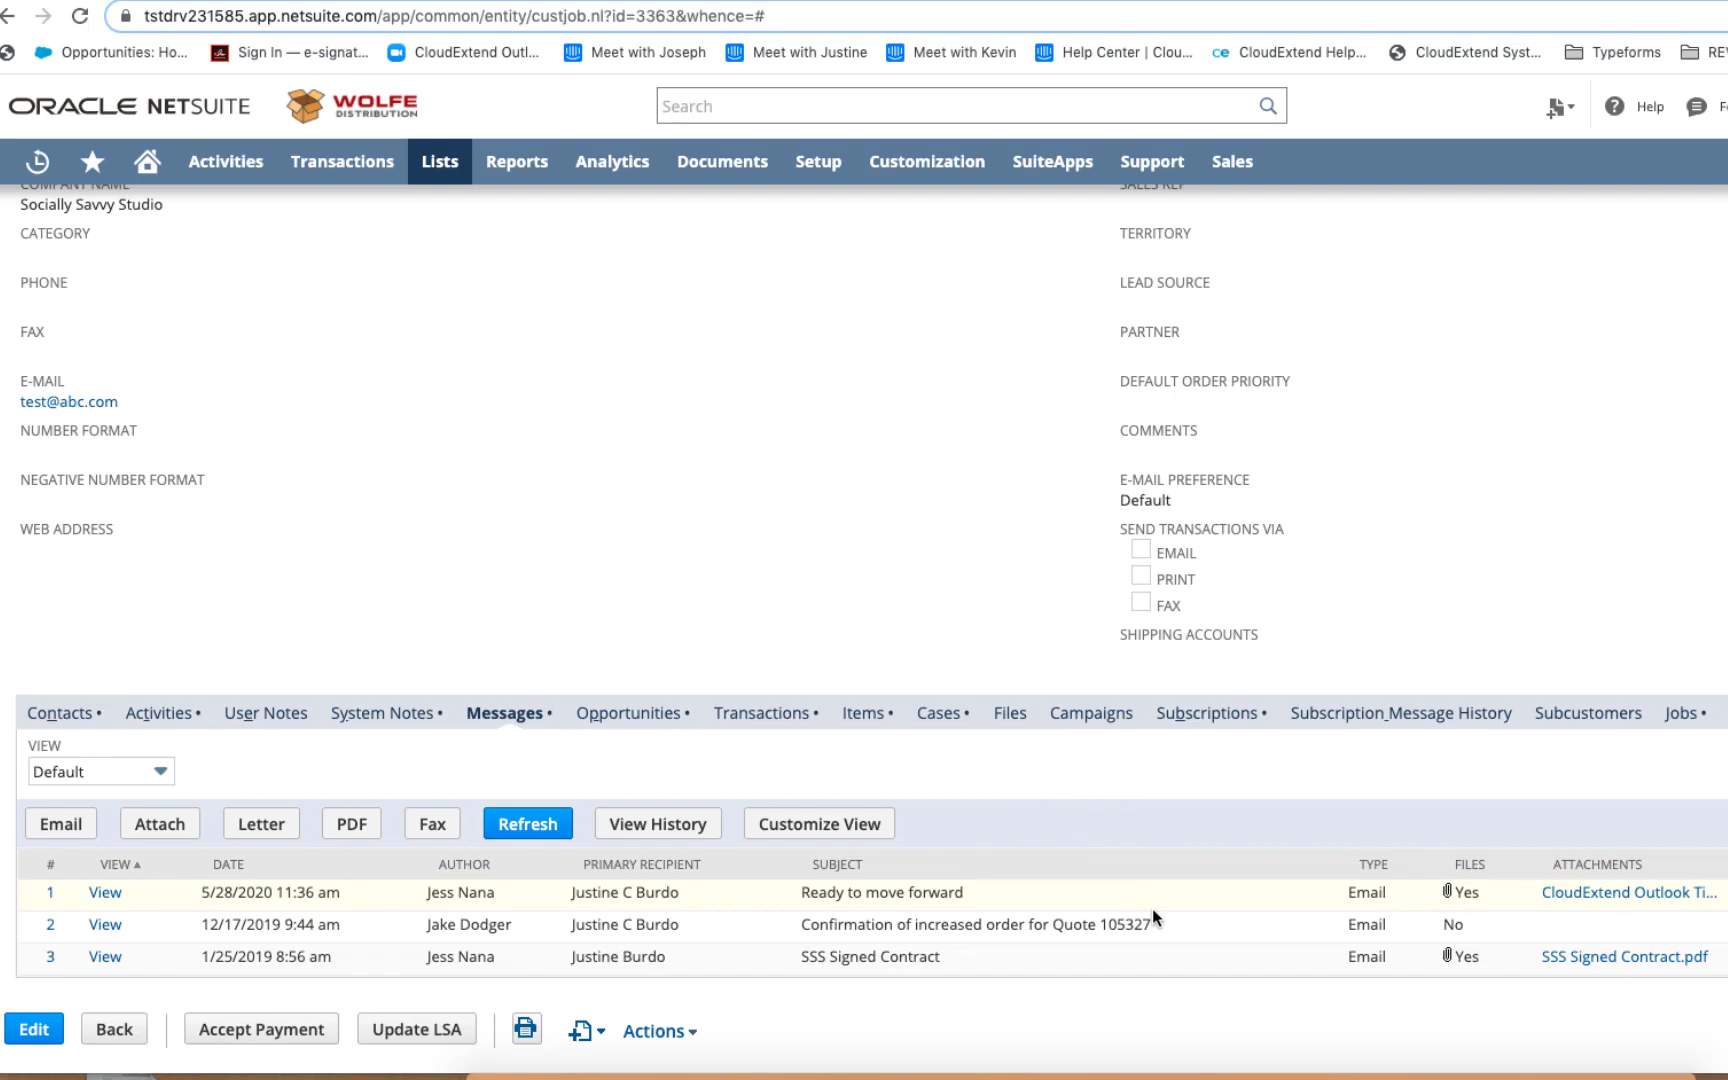 tstdrv231585.app.netsuite.com/app/common/entity/custjob.nl?id=3363&whence=#
Opportunities: Ho... Sign In — e-signat... CloudExtend Outl... Meet with Joseph Meet with Justine Meet with Kevin Help Center | Clou... ce CloudExtend Help... CloudExtend Syst... Typeforms
ORACLE NETSUITE WOLFE DISTRIBUTION Search Help
Activities Transactions Lists Reports Analytics Documents Setup Customization SuiteApps Support Sales
COMPANY NAME SALES REP
Socially Savvy Studio
CATEGORY TERRITORY
PHONE LEAD SOURCE
FAX PARTNER
E-MAIL DEFAULT ORDER PRIORITY
test@abc.com
NUMBER FORMAT COMMENTS
NEGATIVE NUMBER FORMAT E-MAIL PREFERENCE
Default
WEB ADDRESS SEND TRANSACTIONS VIA
EMAIL
PRINT
FAX
SHIPPING ACCOUNTS
Contacts • Activities • User Notes System Notes • Messages • Opportunities • Transactions • Items • Cases • Files Campaigns Subscriptions • Subscription Message History Subcustomers Jobs •
VIEW
Default
Email Attach Letter PDF Fax Refresh View History Customize View
# VIEW ▲ DATE AUTHOR PRIMARY RECIPIENT SUBJECT TYPE FILES ATTACHMENTS
1 View 5/28/2020 11:36 am Jess Nana Justine C Burdo Ready to move forward Email Yes CloudExtend Outlook Ti...
2 View 12/17/2019 9:44 am Jake Dodger Justine C Burdo Confirmation of increased order for Quote 105327 Email No
3 View 1/25/2019 8:56 am Jess Nana Justine Burdo SSS Signed Contract Email Yes SSS Signed Contract.pdf
Edit Back Accept Payment Update LSA Actions